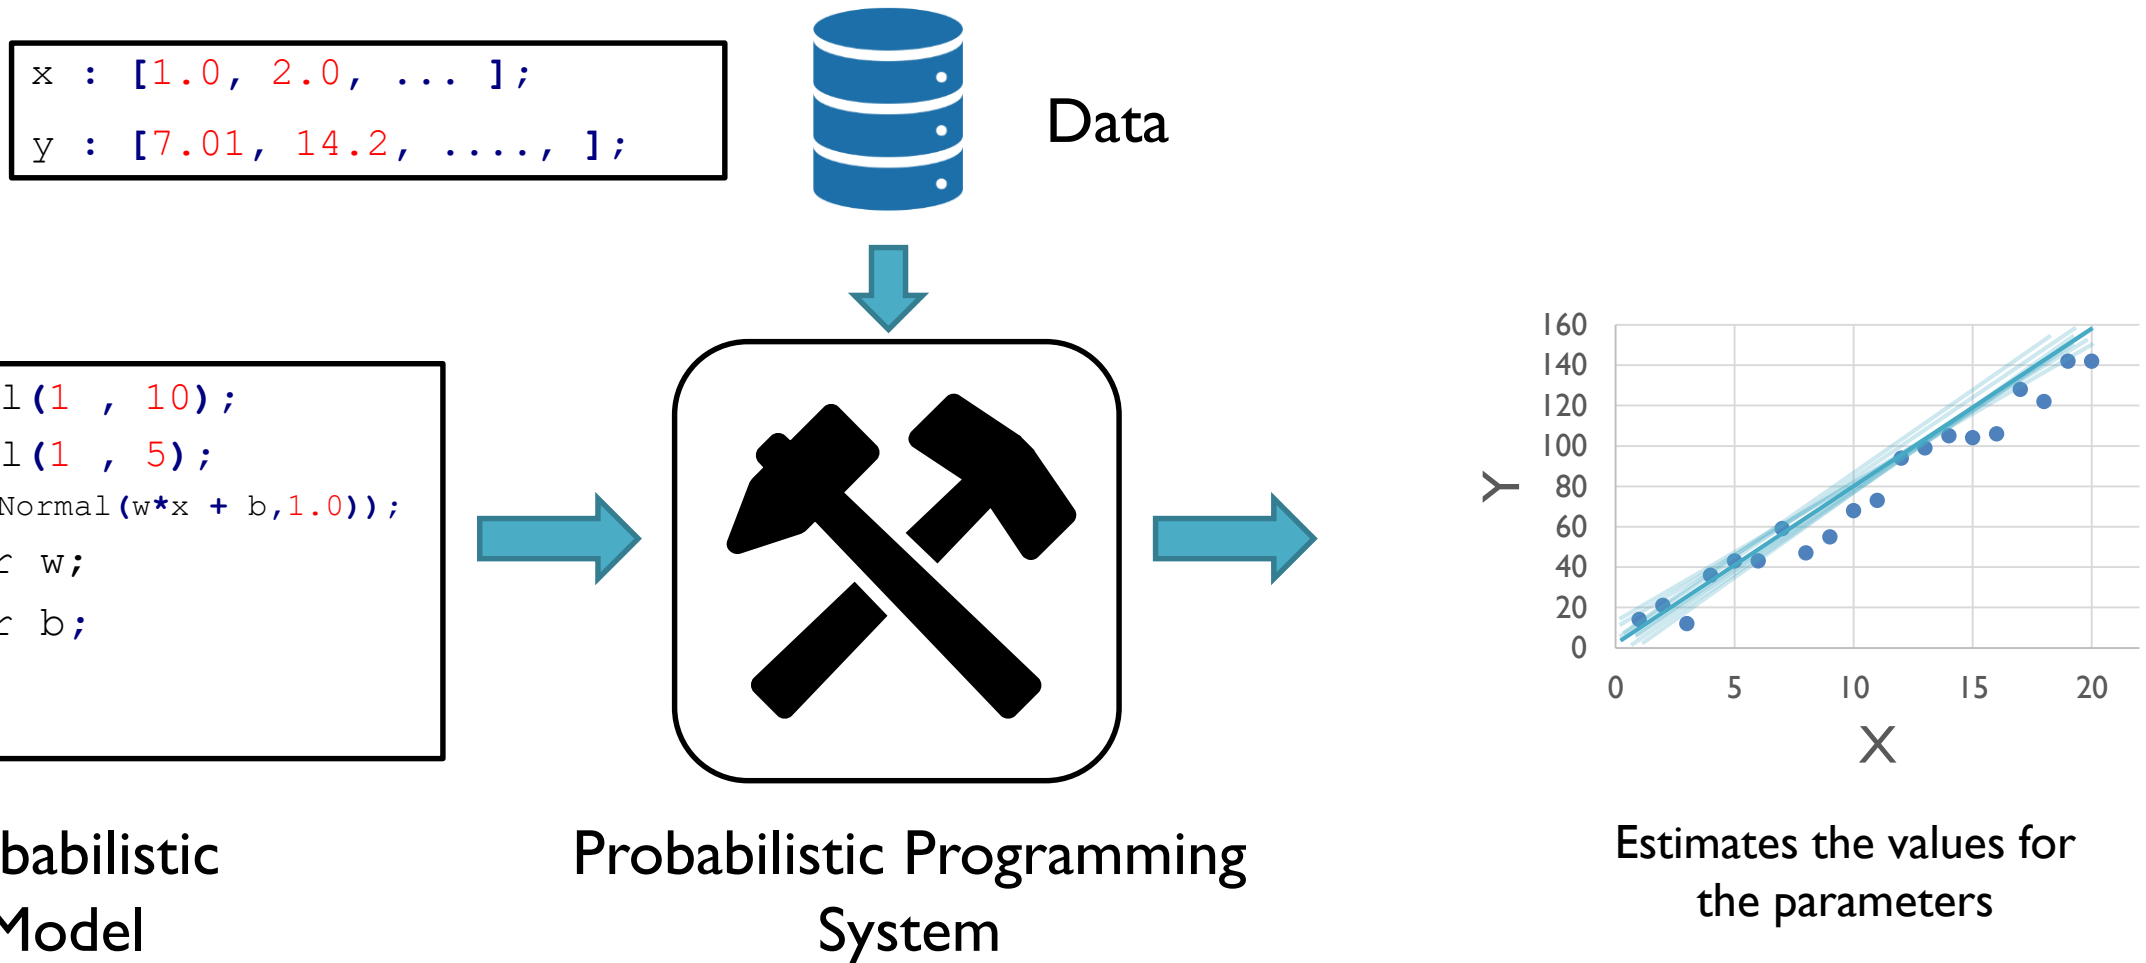 x : [1.0, 2.0, ... ];
y : [7.01, 14.2, ...., ];
Data
l(1 , 10);
l(1 , 5);
Normal(w*x + b,1.0));
r w;
r b;
babilistic
Model
Probabilistic Programming
System
160
140
120
100
80
60
40
20
0
Y
0 5 10 15 20
X
Estimates the values for
the parameters